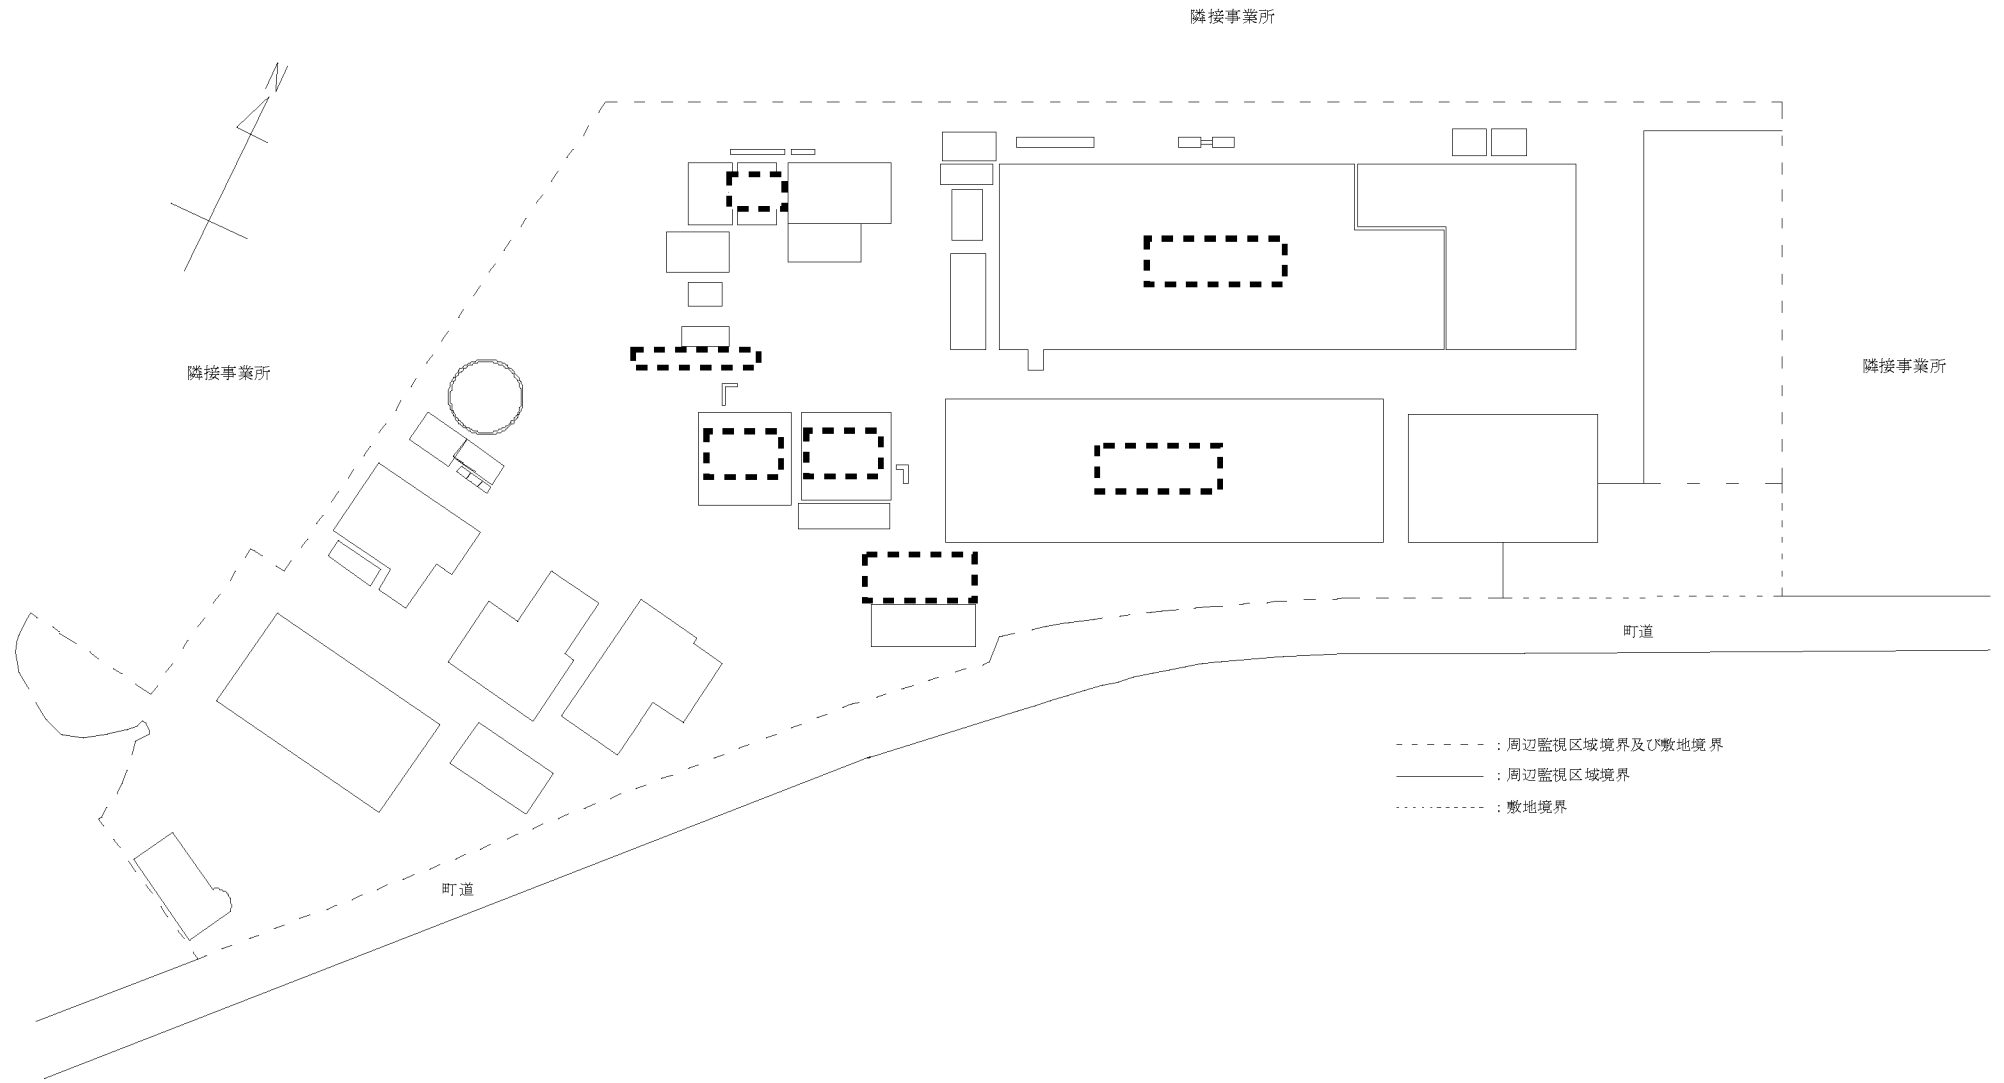 隣接事業所
N
隣接事業所
隣接事業所
町道
：周辺監視区域境界及び敷地境界
：周辺監視区域境界
：敷地境界
町道